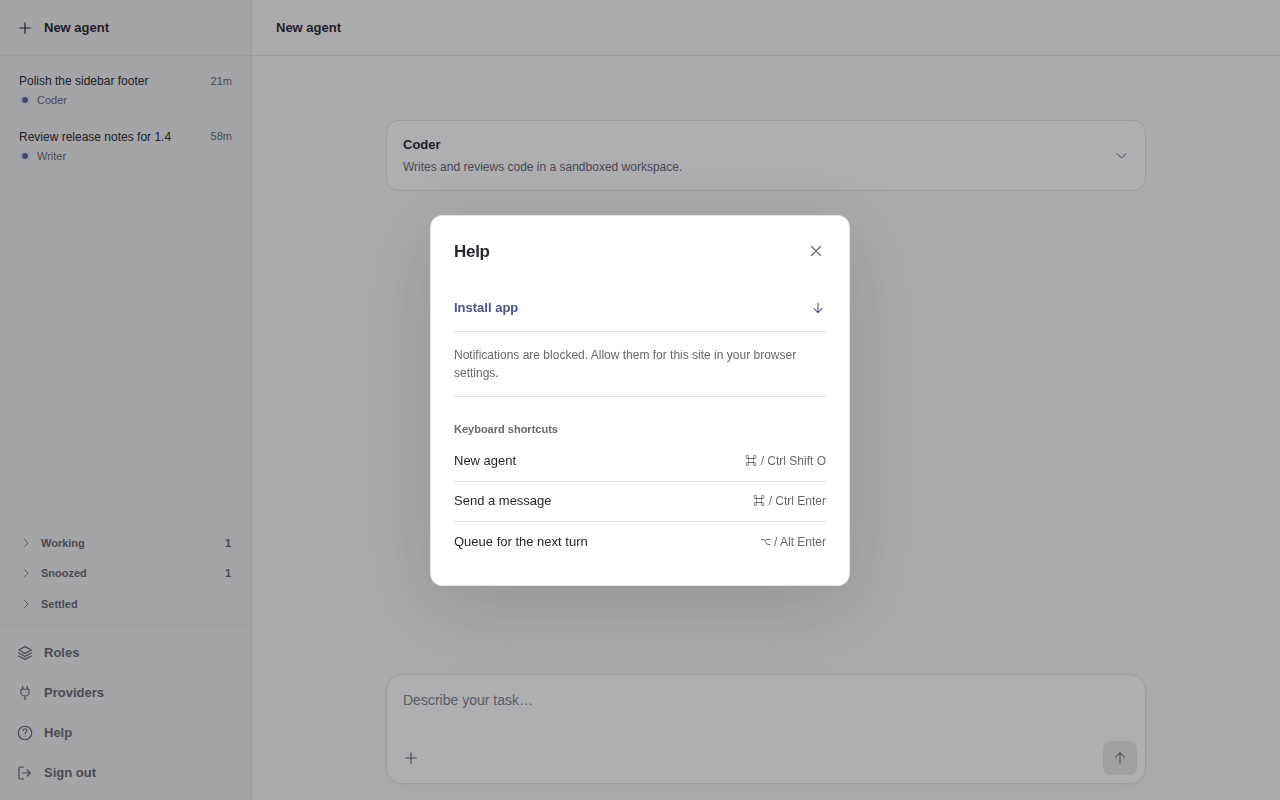 New agent
New agent
Polish the sidebar footer 21m
Coder
Review release notes for 1.4 58m
Writer
Coder
Writes and reviews code in a sandboxed workspace.
Help
Install app
Notifications are blocked. Allow them for this site in your browser
settings.
Keyboard shortcuts
New agent ⌘ / Ctrl Shift O
Send a message ⌘ / Ctrl Enter
Queue for the next turn ⌥ / Alt Enter
Working 1
Snoozed 1
Settled
Roles
Providers
Help
Sign out
Describe your task…